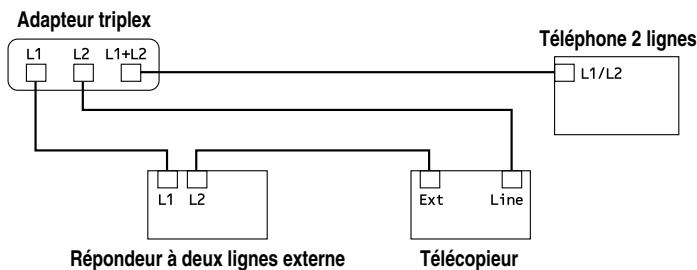 Adapteur triplex
L1 L2 L1+L2
Téléphone 2 lignes
L1/L2
L1 L2
Ext Line
Répondeur à deux lignes externe
Télécopieur